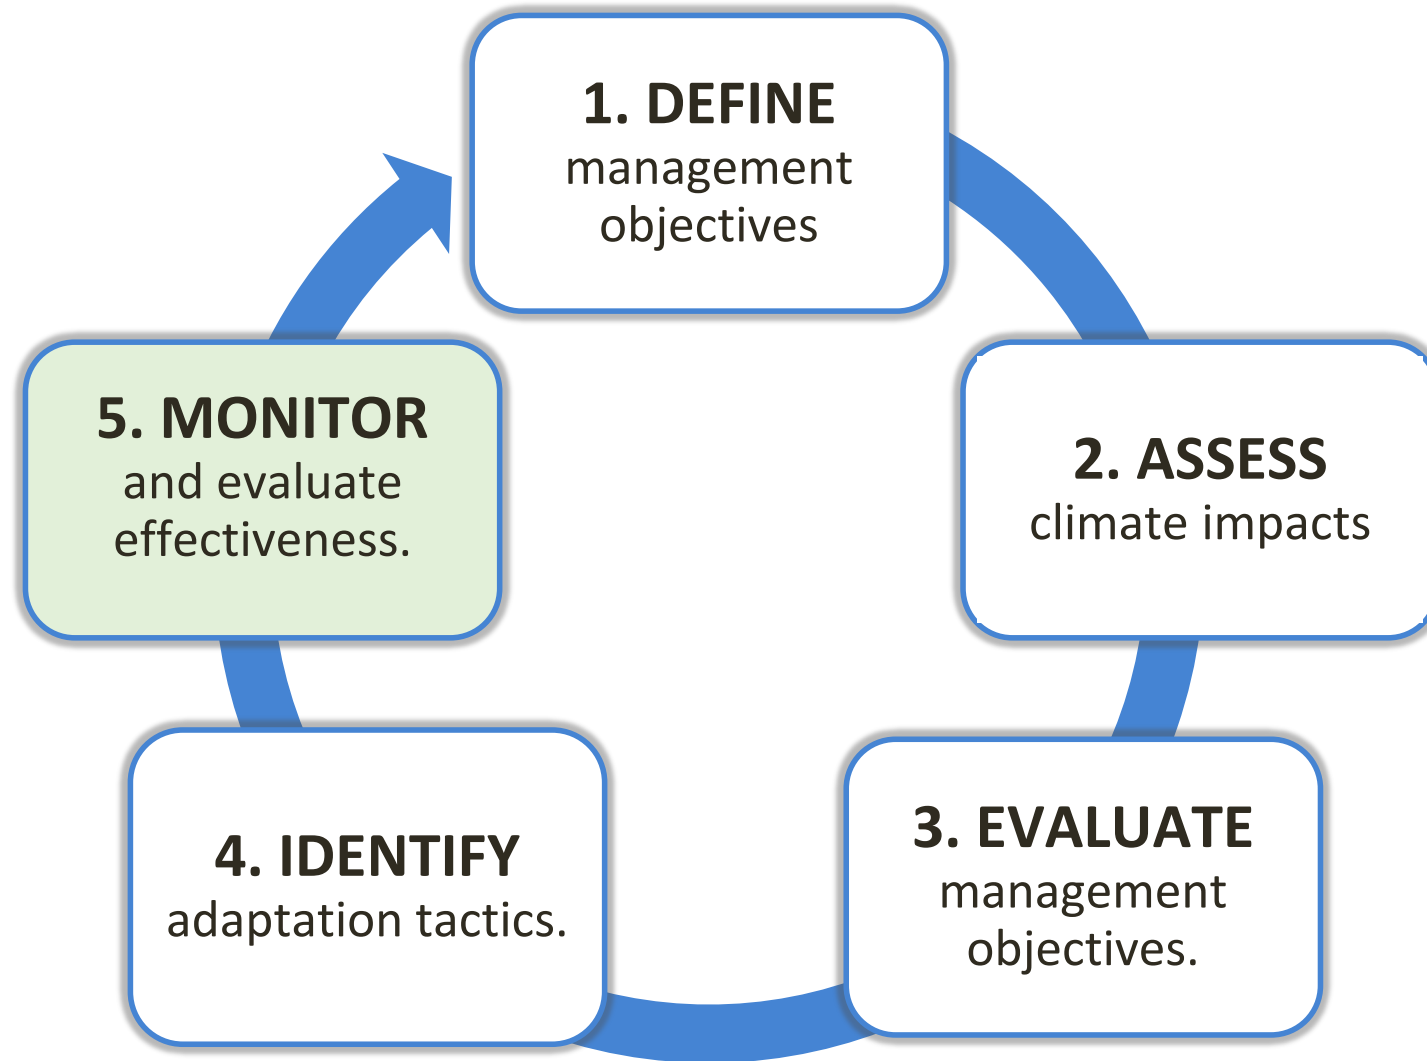 1. DEFINE
management
objectives
2. ASSESS
climate impacts
3. EVALUATE
management
objectives.
4. IDENTIFY
adaptation tactics.
5. MONITOR
and evaluate
effectiveness.